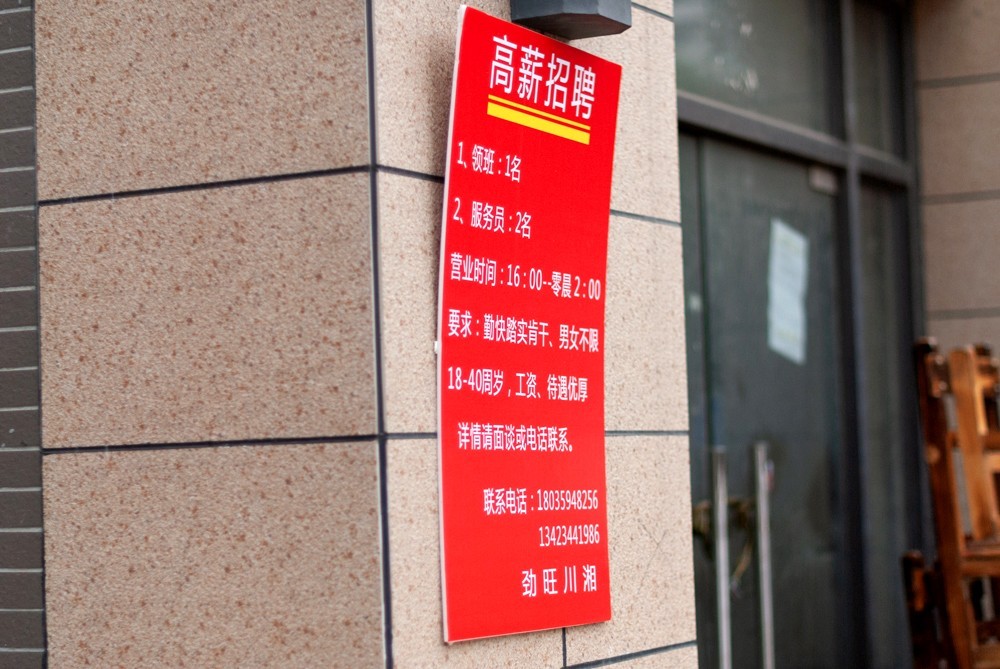 高薪招聘
1、领班：1名
2、服务员：2名
营业时间：16：00--零晨2：00
要求：勤快踏实肯干、男女不限
18-40周岁，工资、待遇优厚
详情请面谈或电话联系。
联系电话：18035948256
13423441986
劲旺川湘